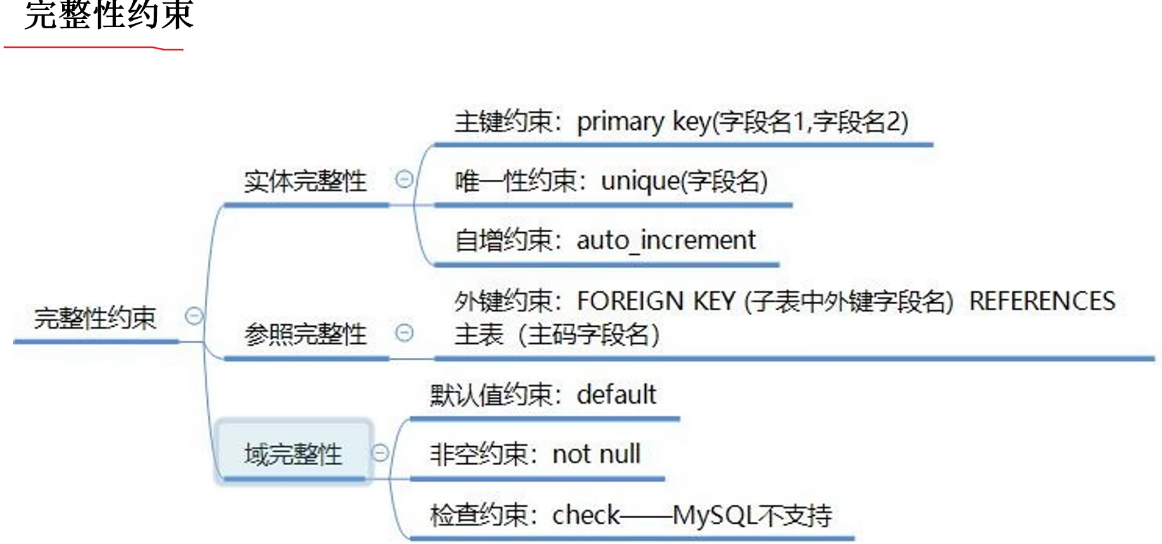 完整性约束
完整性约束
实体完整性
主键约束：primary key(字段名1,字段名2)
唯一性约束：unique(字段名)
自增约束：auto_increment
参照完整性
外键约束：FOREIGN KEY (子表中外键字段名) REFERENCES
主表（主码字段名）
域完整性
默认值约束：default
非空约束：not null
检查约束：check——MySQL不支持